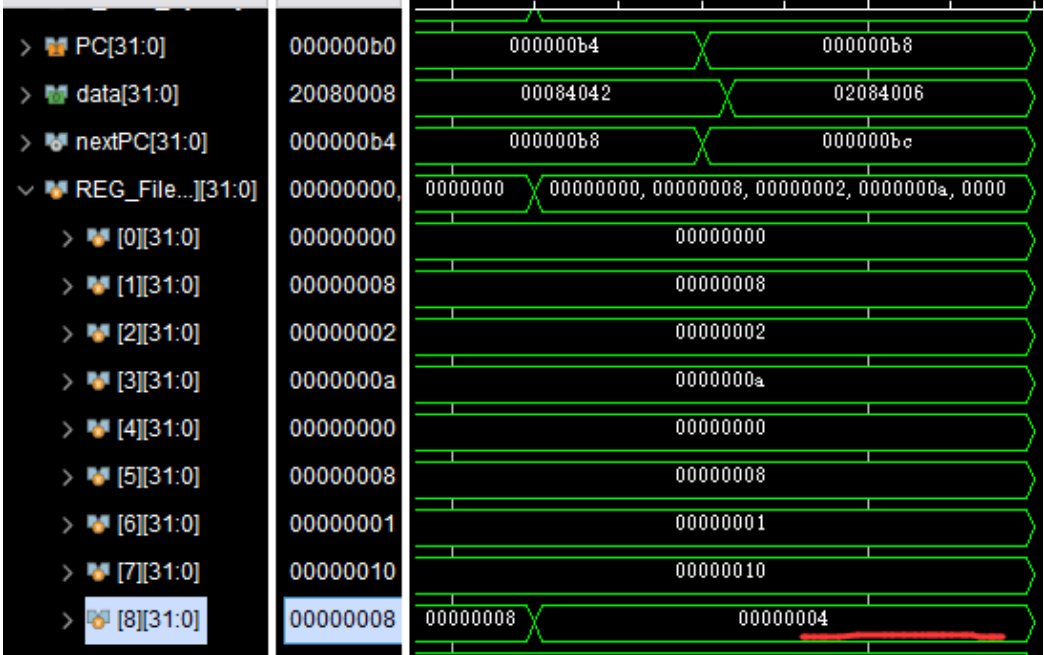 PC[31:0] 000000b0 000000b4 000000b8
data[31:0] 20080008 00084042 02084006
nextPC[31:0] 000000b4 000000b8 000000bc
REG_File...][31:0] 00000000, 0000000 00000000, 00000008, 00000002, 0000000a, 0000
[0][31:0] 00000000 00000000
[1][31:0] 00000008 00000008
[2][31:0] 00000002 00000002
[3][31:0] 0000000a 0000000a
[4][31:0] 00000000 00000000
[5][31:0] 00000008 00000008
[6][31:0] 00000001 00000001
[7][31:0] 00000010 00000010
[8][31:0] 00000008 00000008 00000004